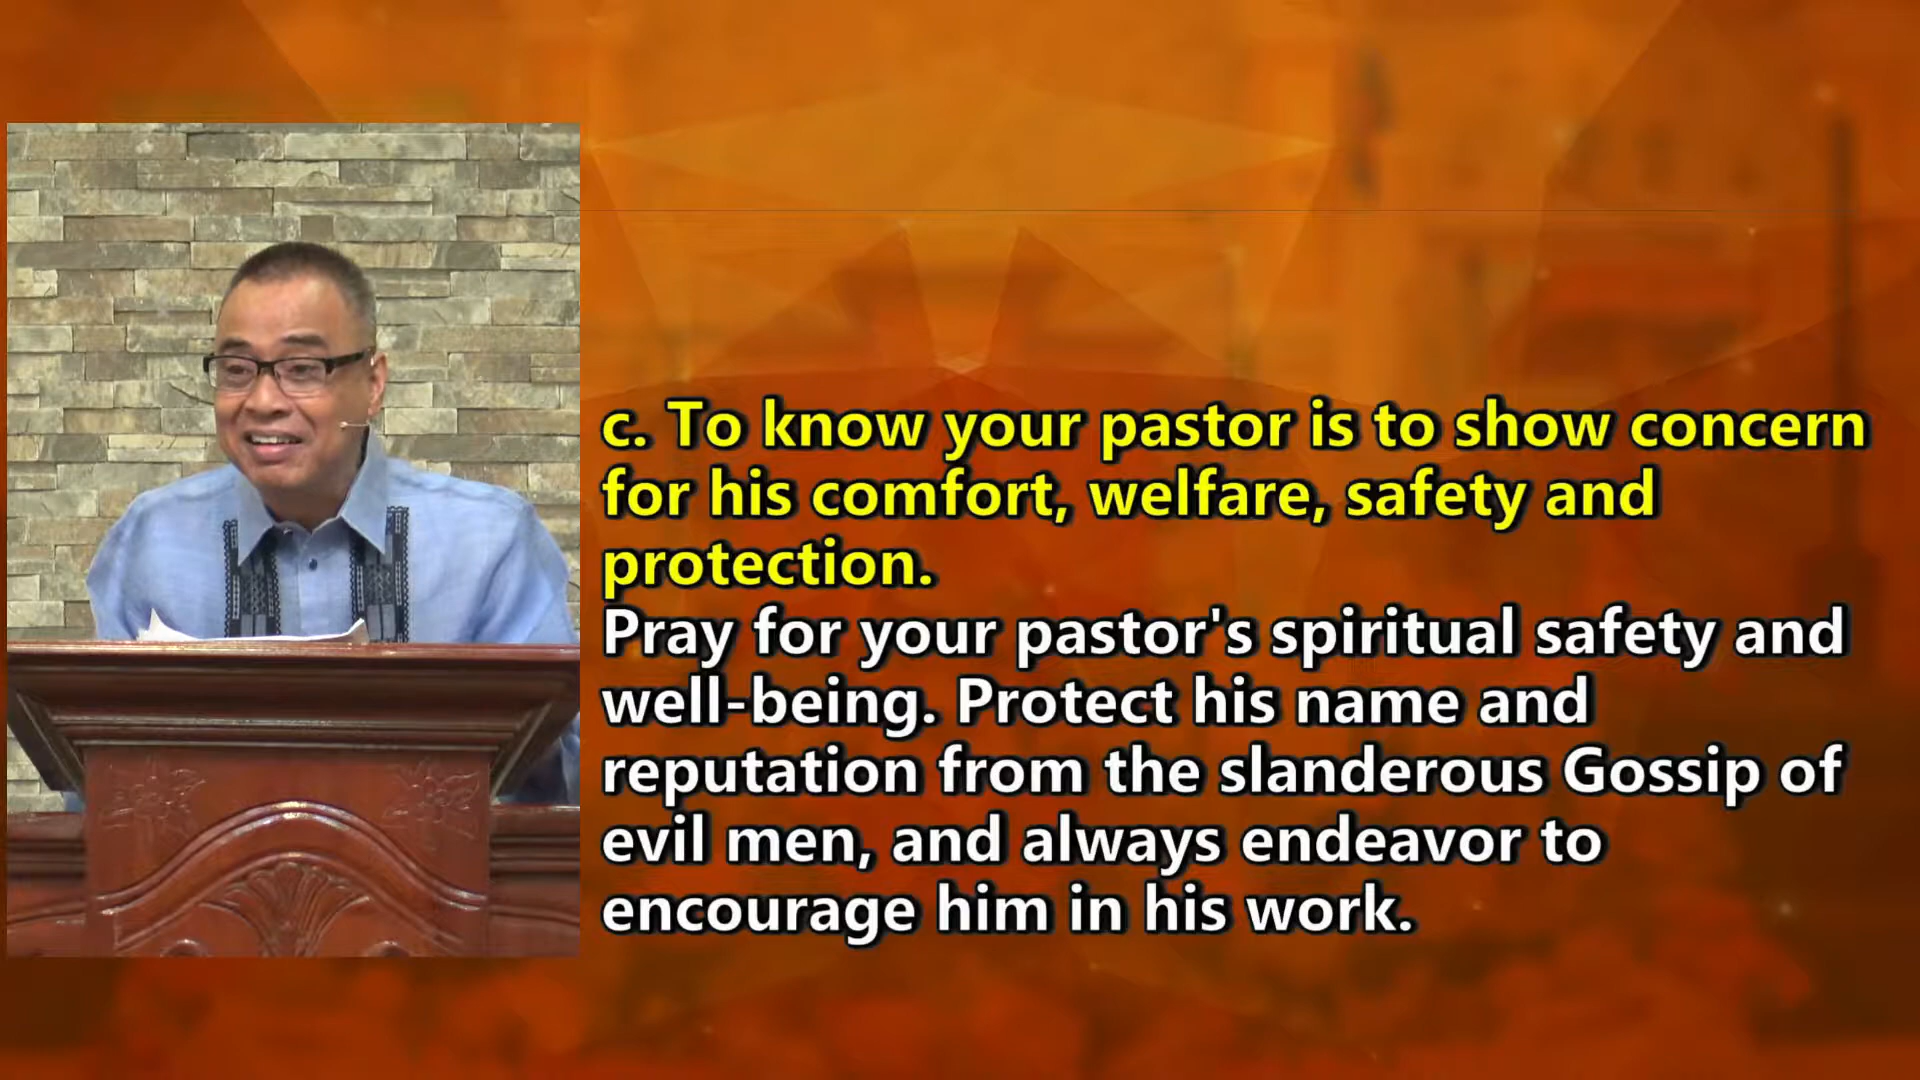 c. To know your pastor is to show concern
for his comfort, welfare, safety and
protection.
Pray for your pastor's spiritual safety and
well-being. Protect his name and
reputation from the slanderous Gossip of
evil men, and always endeavor to
encourage him in his work.